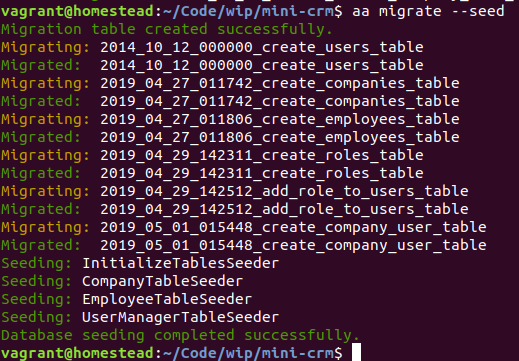 vagrant@homestead:~/Code/wip/mini-crm$ aa migrate --seed
Migration table created successfully.
Migrating: 2014_10_12_000000_create_users_table
Migrated:  2014_10_12_000000_create_users_table
Migrating: 2019_04_27_011742_create_companies_table
Migrated:  2019_04_27_011742_create_companies_table
Migrating: 2019_04_27_011806_create_employees_table
Migrated:  2019_04_27_011806_create_employees_table
Migrating: 2019_04_29_142311_create_roles_table
Migrated:  2019_04_29_142311_create_roles_table
Migrating: 2019_04_29_142512_add_role_to_users_table
Migrated:  2019_04_29_142512_add_role_to_users_table
Migrating: 2019_05_01_015448_create_company_user_table
Migrated:  2019_05_01_015448_create_company_user_table
Seeding: InitializeTablesSeeder
Seeding: CompanyTableSeeder
Seeding: EmployeeTableSeeder
Seeding: UserManagerTableSeeder
Database seeding completed successfully.
vagrant@homestead:~/Code/wip/mini-crm$